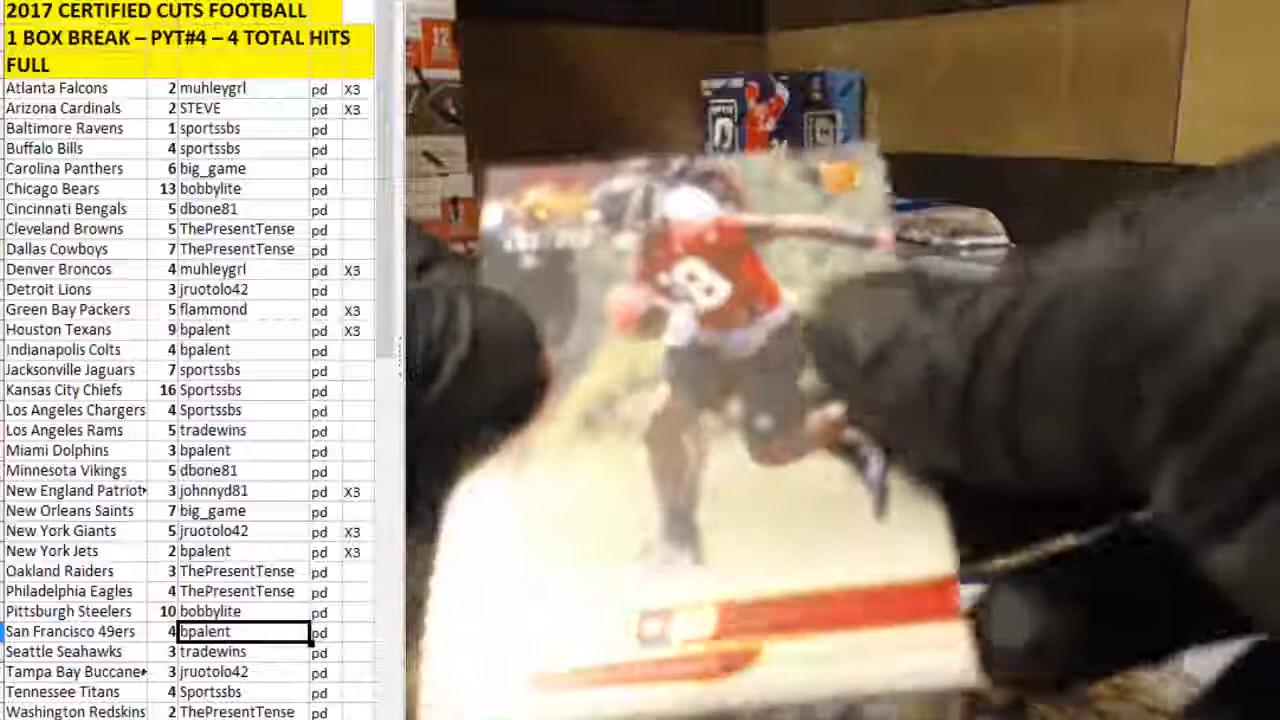 2017 CERTIFIED CUTS FOOTBALL
1 BOX BREAK – PYT#4 – 4 TOTAL HITS
FULL
Atlanta Falcons 2 muhleygrl pd X3
Arizona Cardinals 2 STEVE pd X3
Baltimore Ravens 1 sportssbs pd
Buffalo Bills 4 sportssbs pd
Carolina Panthers 6 big_game pd
Chicago Bears 13 bobbylite pd
Cincinnati Bengals 5 dbone81 pd
Cleveland Browns 5 ThePresentTense pd
Dallas Cowboys 7 ThePresentTense pd
Denver Broncos 4 muhleygrl pd X3
Detroit Lions 3 jruotolo42 pd
Green Bay Packers 5 flammond pd X3
Houston Texans 9 bpalent pd X3
Indianapolis Colts 4 bpalent pd
Jacksonville Jaguars 7 sportssbs pd
Kansas City Chiefs 16 Sportssbs pd
Los Angeles Chargers 4 Sportssbs pd
Los Angeles Rams 5 tradewins pd
Miami Dolphins 3 bpalent pd
Minnesota Vikings 5 dbone81 pd
New England Patriot 3 johnnyd81 pd X3
New Orleans Saints 7 big_game pd
New York Giants 5 jruotolo42 pd X3
New York Jets 2 bpalent pd X3
Oakland Raiders 3 ThePresentTense pd
Philadelphia Eagles 4 ThePresentTense pd
Pittsburgh Steelers 10 bobbylite pd
San Francisco 49ers 4 bpalent pd
Seattle Seahawks 3 tradewins pd
Tampa Bay Buccane 3 jruotolo42 pd
Tennessee Titans 4 Sportssbs pd
Washington Redskins 2 ThePresentTense pd